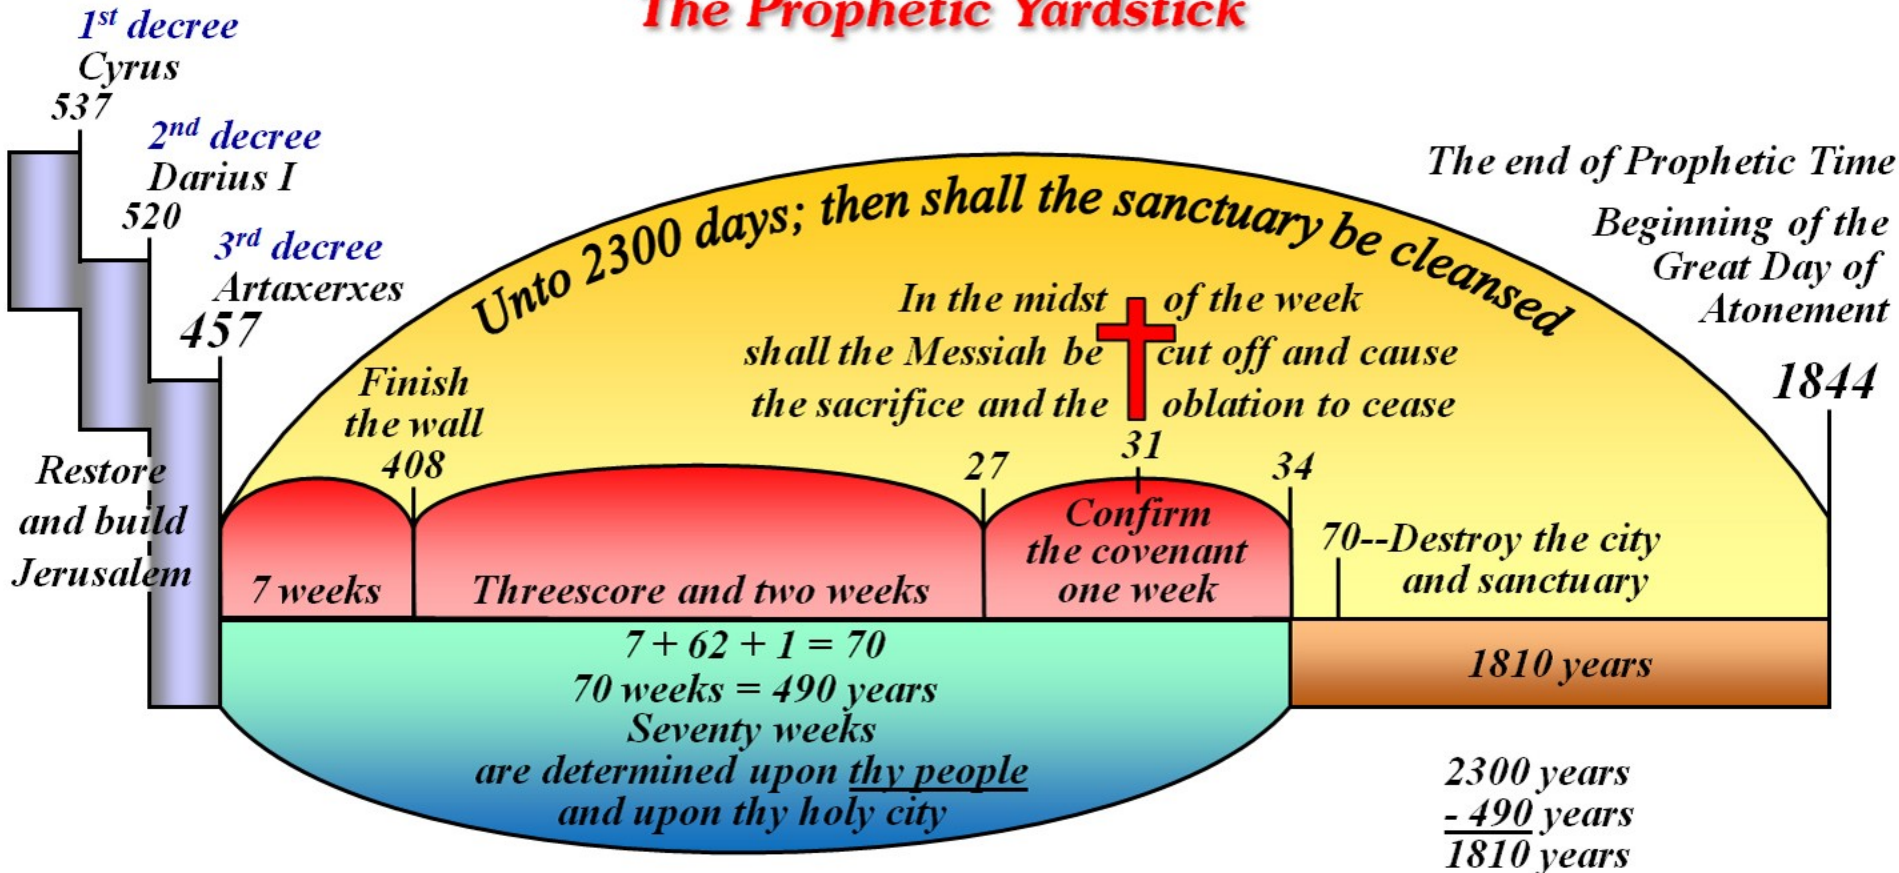 The Prophetic Yardstick
1st decree
Cyrus
537
2nd decree
Darius I
520
3rd decree
Artaxerxes
457
Restore
and build
Jerusalem
Unto 2300 days; then shall the sanctuary be cleansed
The end of Prophetic Time
Beginning of the
Great Day of
Atonement
1844
In the midst of the week
shall the Messiah be cut off and cause
the sacrifice and the oblation to cease
Finish
the wall
408
27
31
34
7 weeks
Threescore and two weeks
Confirm
the covenant
one week
70--Destroy the city
and sanctuary
7 + 62 + 1 = 70
70 weeks = 490 years
Seventy weeks
are determined upon thy people
and upon thy holy city
1810 years
2300 years
- 490 years
1810 years